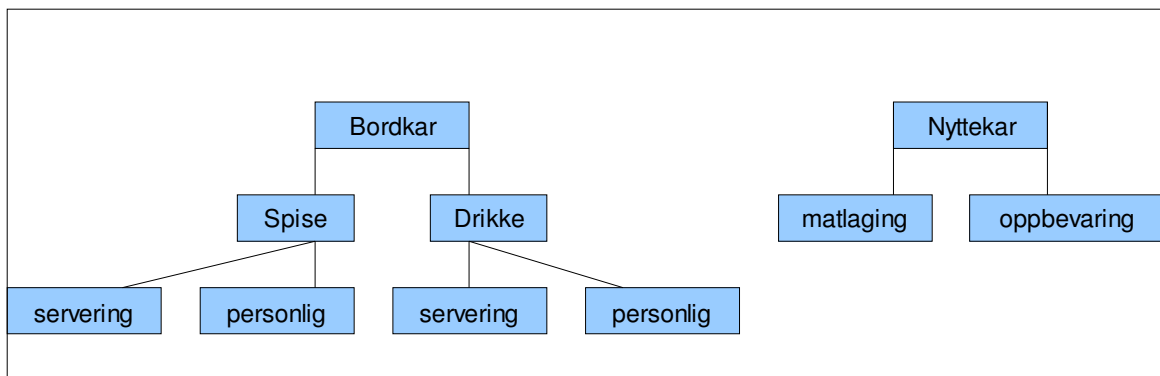 Bordkar
Nyttekar
Spise
Drikke
matlaging
oppbevaring
servering
personlig
servering
personlig